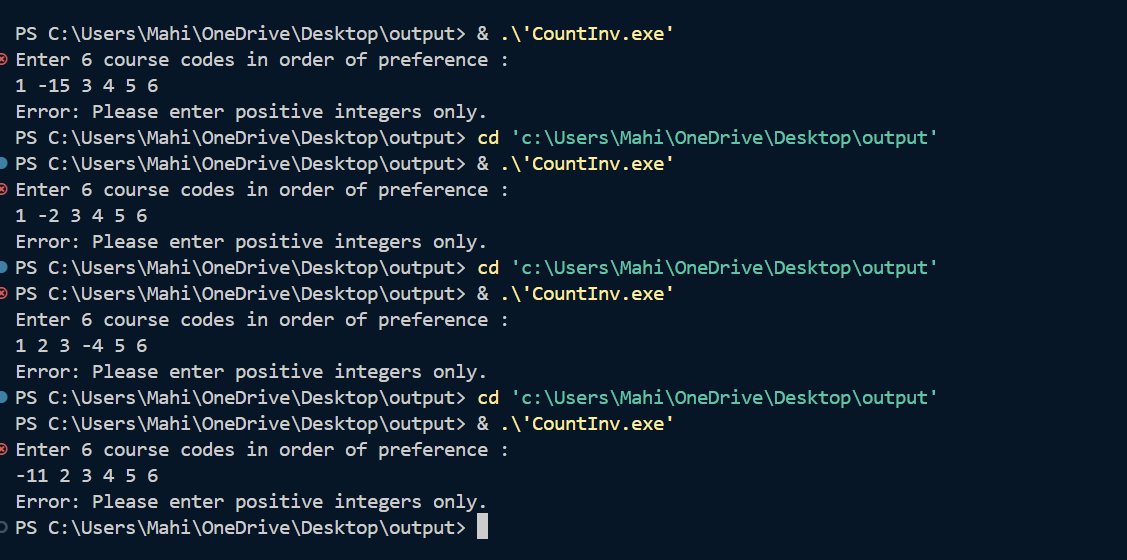 PS C:\Users\Mahi\OneDrive\Desktop\output> & .\'CountInv.exe'
Enter 6 course codes in order of preference :
1 -15 3 4 5 6
Error: Please enter positive integers only.
PS C:\Users\Mahi\OneDrive\Desktop\output> cd 'c:\Users\Mahi\OneDrive\Desktop\output'
PS C:\Users\Mahi\OneDrive\Desktop\output> & .\'CountInv.exe'
Enter 6 course codes in order of preference :
1 -2 3 4 5 6
Error: Please enter positive integers only.
PS C:\Users\Mahi\OneDrive\Desktop\output> cd 'c:\Users\Mahi\OneDrive\Desktop\output'
PS C:\Users\Mahi\OneDrive\Desktop\output> & .\'CountInv.exe'
Enter 6 course codes in order of preference :
1 2 3 -4 5 6
Error: Please enter positive integers only.
PS C:\Users\Mahi\OneDrive\Desktop\output> cd 'c:\Users\Mahi\OneDrive\Desktop\output'
PS C:\Users\Mahi\OneDrive\Desktop\output> & .\'CountInv.exe'
Enter 6 course codes in order of preference :
-11 2 3 4 5 6
Error: Please enter positive integers only.
PS C:\Users\Mahi\OneDrive\Desktop\output>